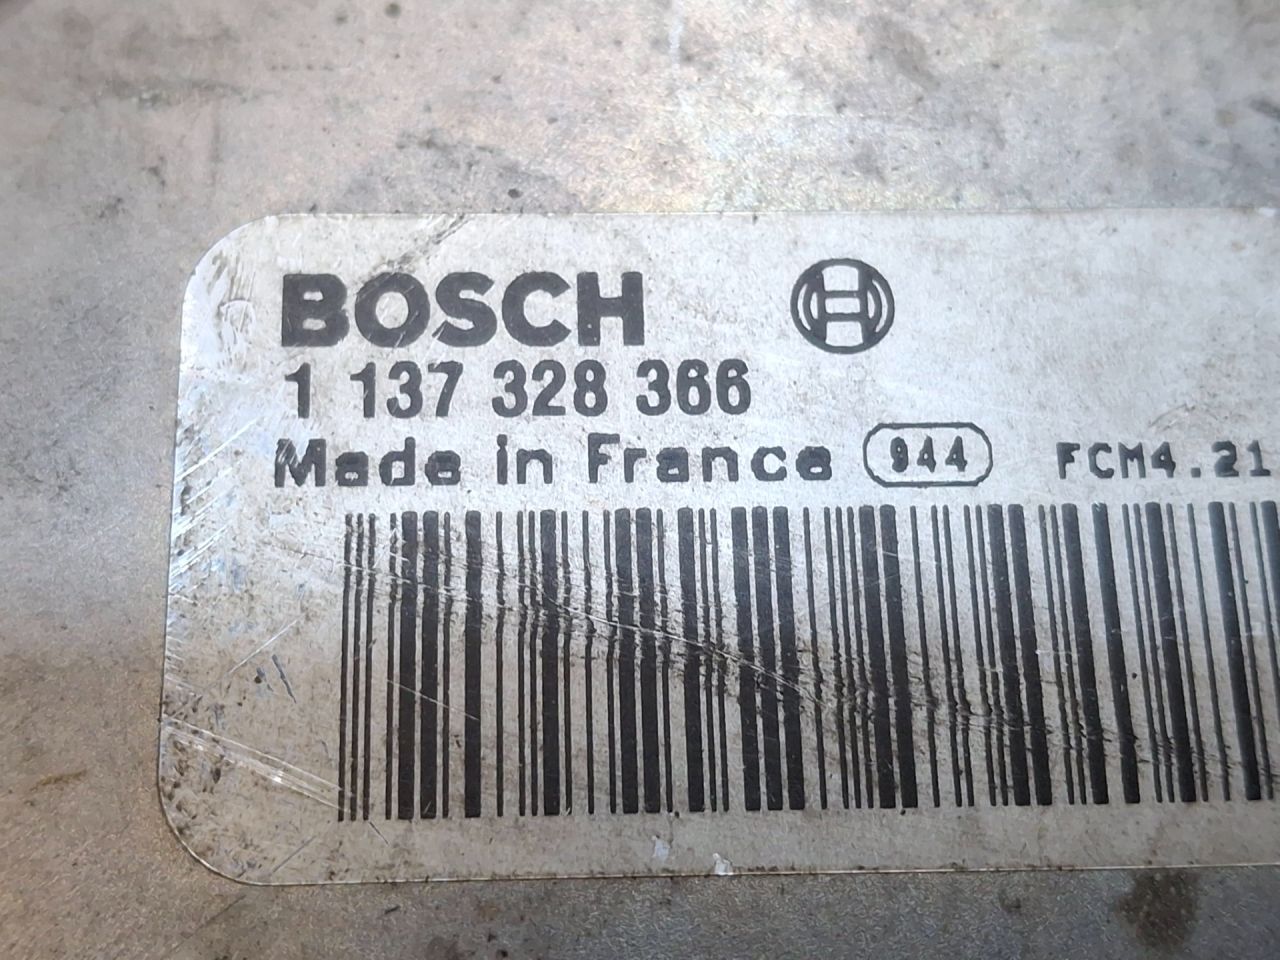 BOSCH
1 137 328 366
Made in France 944 FCM4.21